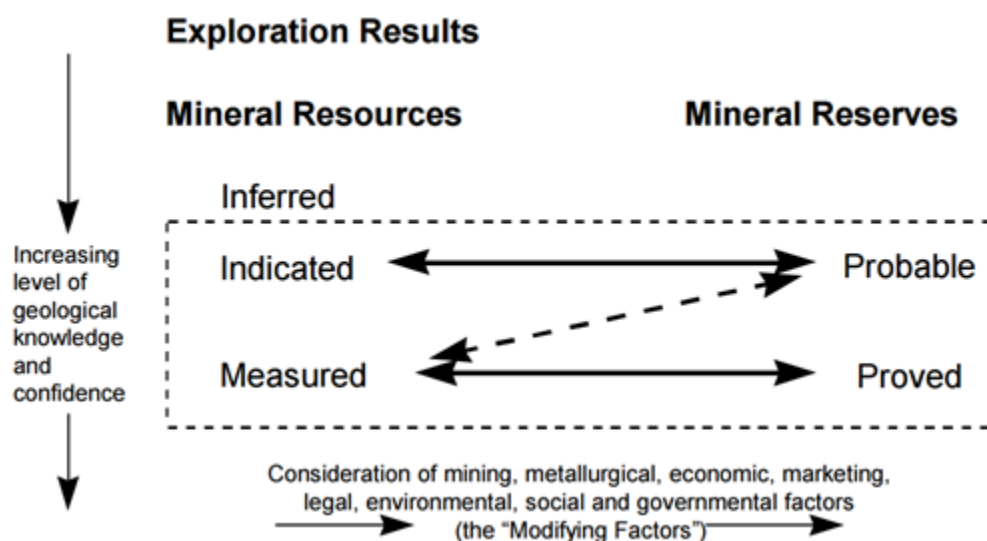 Exploration Results
Mineral Resources Mineral Reserves
Inferred
Indicated Probable
Measured Proved
Increasing
level of
geological
knowledge
and
confidence
Consideration of mining, metallurgical, economic, marketing,
legal, environmental, social and governmental factors
(the “Modifying Factors”)